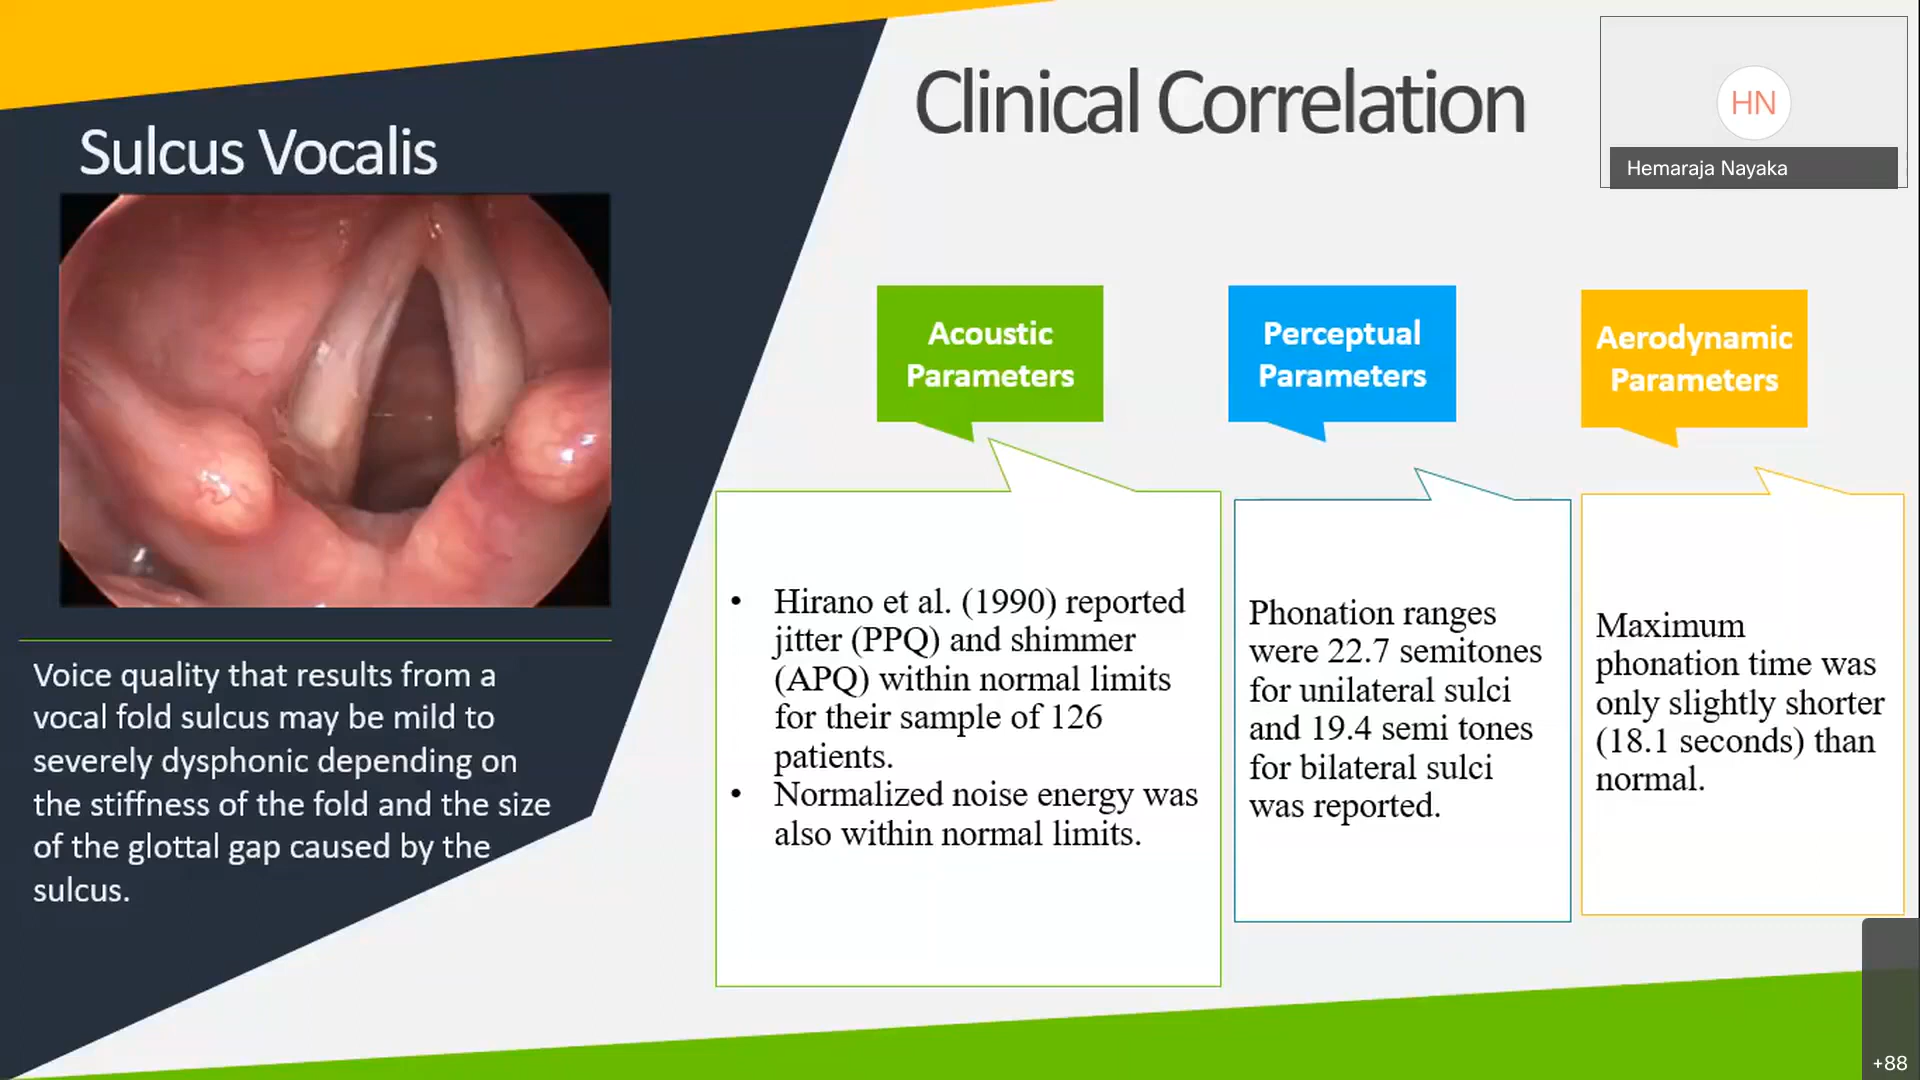 Sulcus Vocalis
Voice quality that results from a
vocal fold sulcus may be mild to
severely dysphonic depending on
the stiffness of the fold and the size
of the glottal gap caused by the
sulcus.
Clinical Correlation
HN
Hemaraja Nayaka
Acoustic
Parameters
• Hirano et al. (1990) reported
jitter (PPQ) and shimmer
(APQ) within normal limits
for their sample of 126
patients.
• Normalized noise energy was
also within normal limits.
Perceptual
Parameters
Phonation ranges
were 22.7 semitones
for unilateral sulci
and 19.4 semi tones
for bilateral sulci
was reported.
Aerodynamic
Parameters
Maximum
phonation time was
only slightly shorter
(18.1 seconds) than
normal.
+88